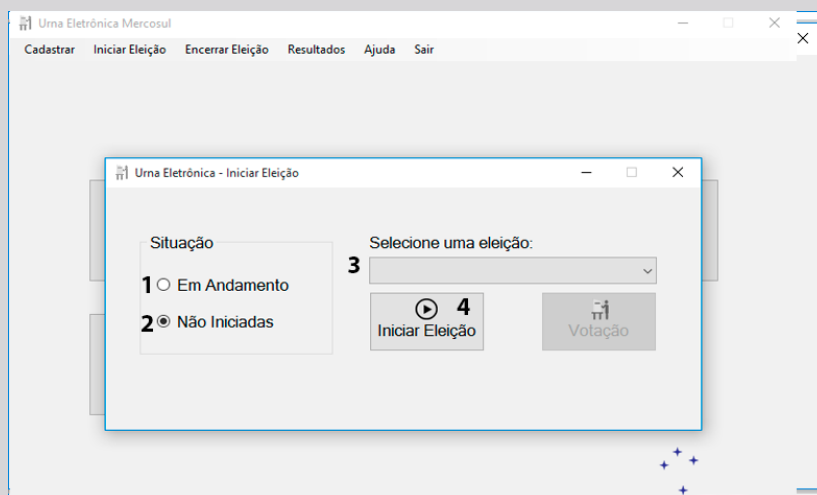 Urna Eletrônica Mercosul
Cadastrar Iniciar Eleição Encerrar Eleição Resultados Ajuda Sair
Urna Eletrônica - Iniciar Eleição
Situação
1 Em Andamento
2 Não Iniciadas
Selecione uma eleição:
3
4
Iniciar Eleição
Votação